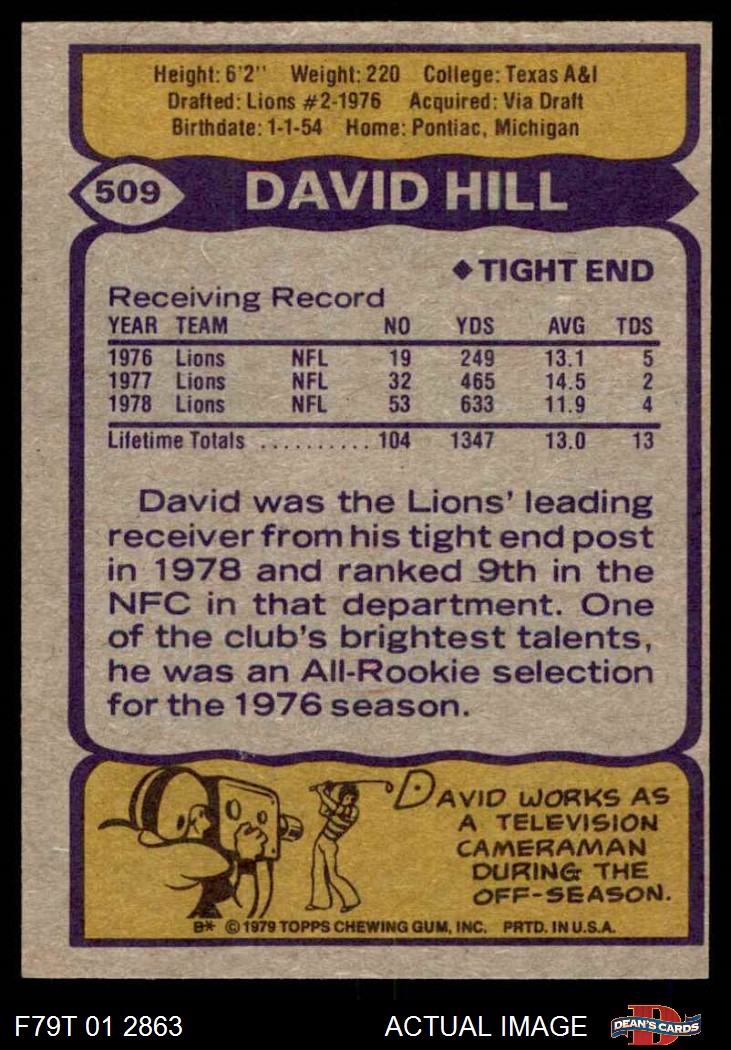 Height: 6'2" Weight: 220 College: Texas A&I
Drafted: Lions #2-1976 Acquired: Via Draft
Birthdate: 1-1-54 Home: Pontiac, Michigan
509 DAVID HILL
◆ TIGHT END
Receiving Record
YEAR TEAM NO YDS AVG TDS
1976 Lions NFL 19 249 13.1 5
1977 Lions NFL 32 465 14.5 2
1978 Lions NFL 53 633 11.9 4
Lifetime Totals .......... 104 1347 13.0 13
David was the Lions' leading
receiver from his tight end post
in 1978 and ranked 9th in the
NFC in that department. One
of the club's brightest talents,
he was an All-Rookie selection
for the 1976 season.
DAVID WORKS AS
A TELEVISION
CAMERAMAN
DURING THE
OFF-SEASON.
B* © 1979 TOPPS CHEWING GUM, INC. PRTD. IN U.S.A.
F79T 01 2863 ACTUAL IMAGE D DEAN'S CARDS